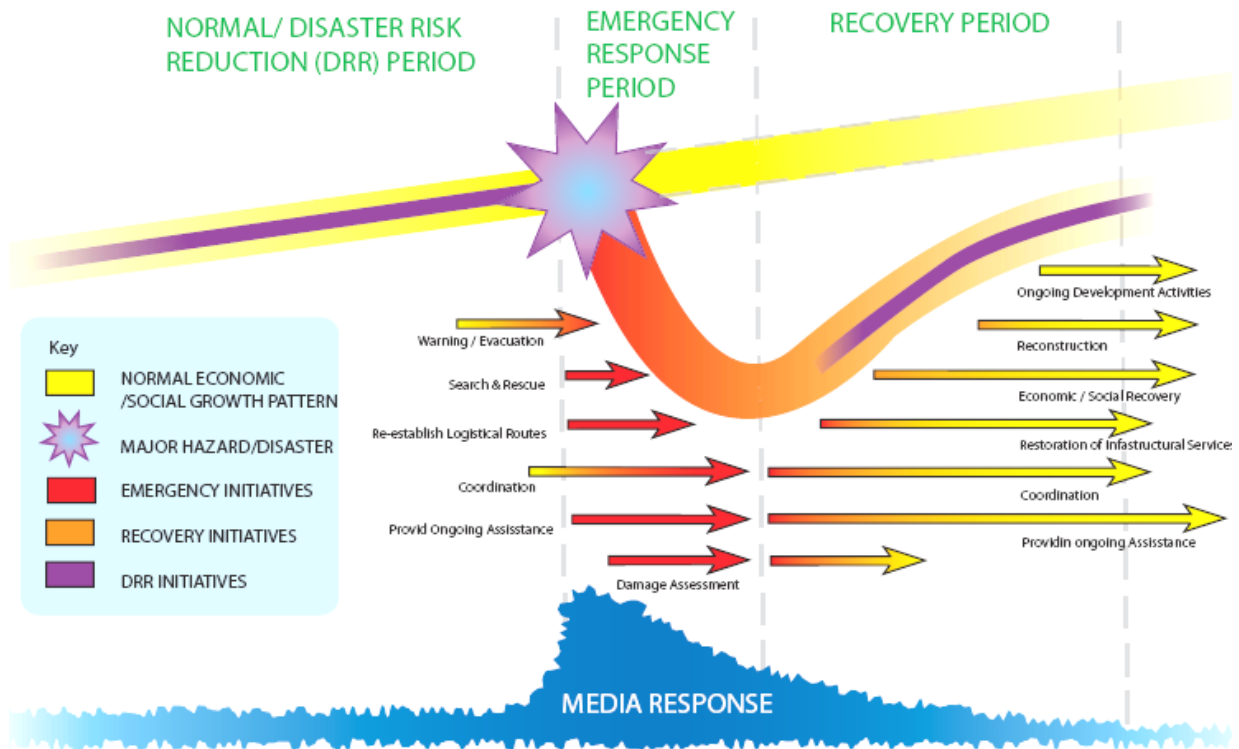 NORMAL/ DISASTER RISK
REDUCTION (DRR) PERIOD
EMERGENCY
RESPONSE
PERIOD
RECOVERY PERIOD
Ongoing Development Activities
Warning / Evacuation
Reconstruction
Search & Rescue
Economic / Social Recovery
Re-establish Logistical Routes
Restoration of Infastructural Services
Coordination
Coordination
Provid Ongoing Assisstance
Providin ongoing Assisstance
Damage Assessment
Key
NORMAL ECONOMIC
/SOCIAL GROWTH PATTERN
MAJOR HAZARD/DISASTER
EMERGENCY INITIATIVES
RECOVERY INITIATIVES
DRR INITIATIVES
MEDIA RESPONSE